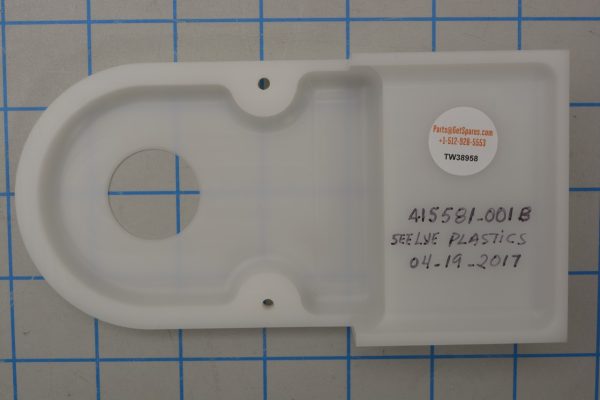 Parts@GetSpares.com
+1-512-928-5553
TW38958
415581-001B
SEELYE PLASTICS
04-19-2017